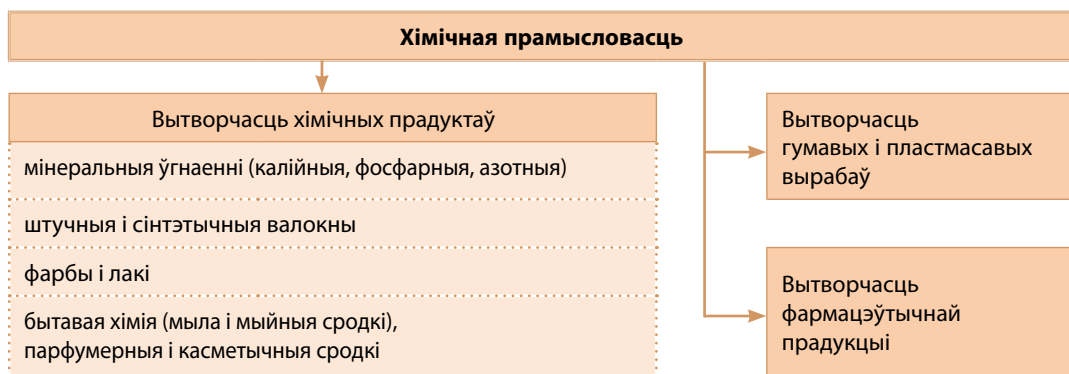 Хімічная прамысловасць
Вытворчасць хімічных прадуктаў
мінеральныя ўгнаенні (калійныя, фосфарныя, азотныя)
штучныя і сінтэтычныя валокны
фарбы і лакі
бытавая хімія (мыла і мыйныя сродкі),
парфумерныя і касметычныя сродкі
Вытворчасць
гумавых і пластмасавых
вырабаў
Вытворчасць
фармацэўтычнай
прадукцыі